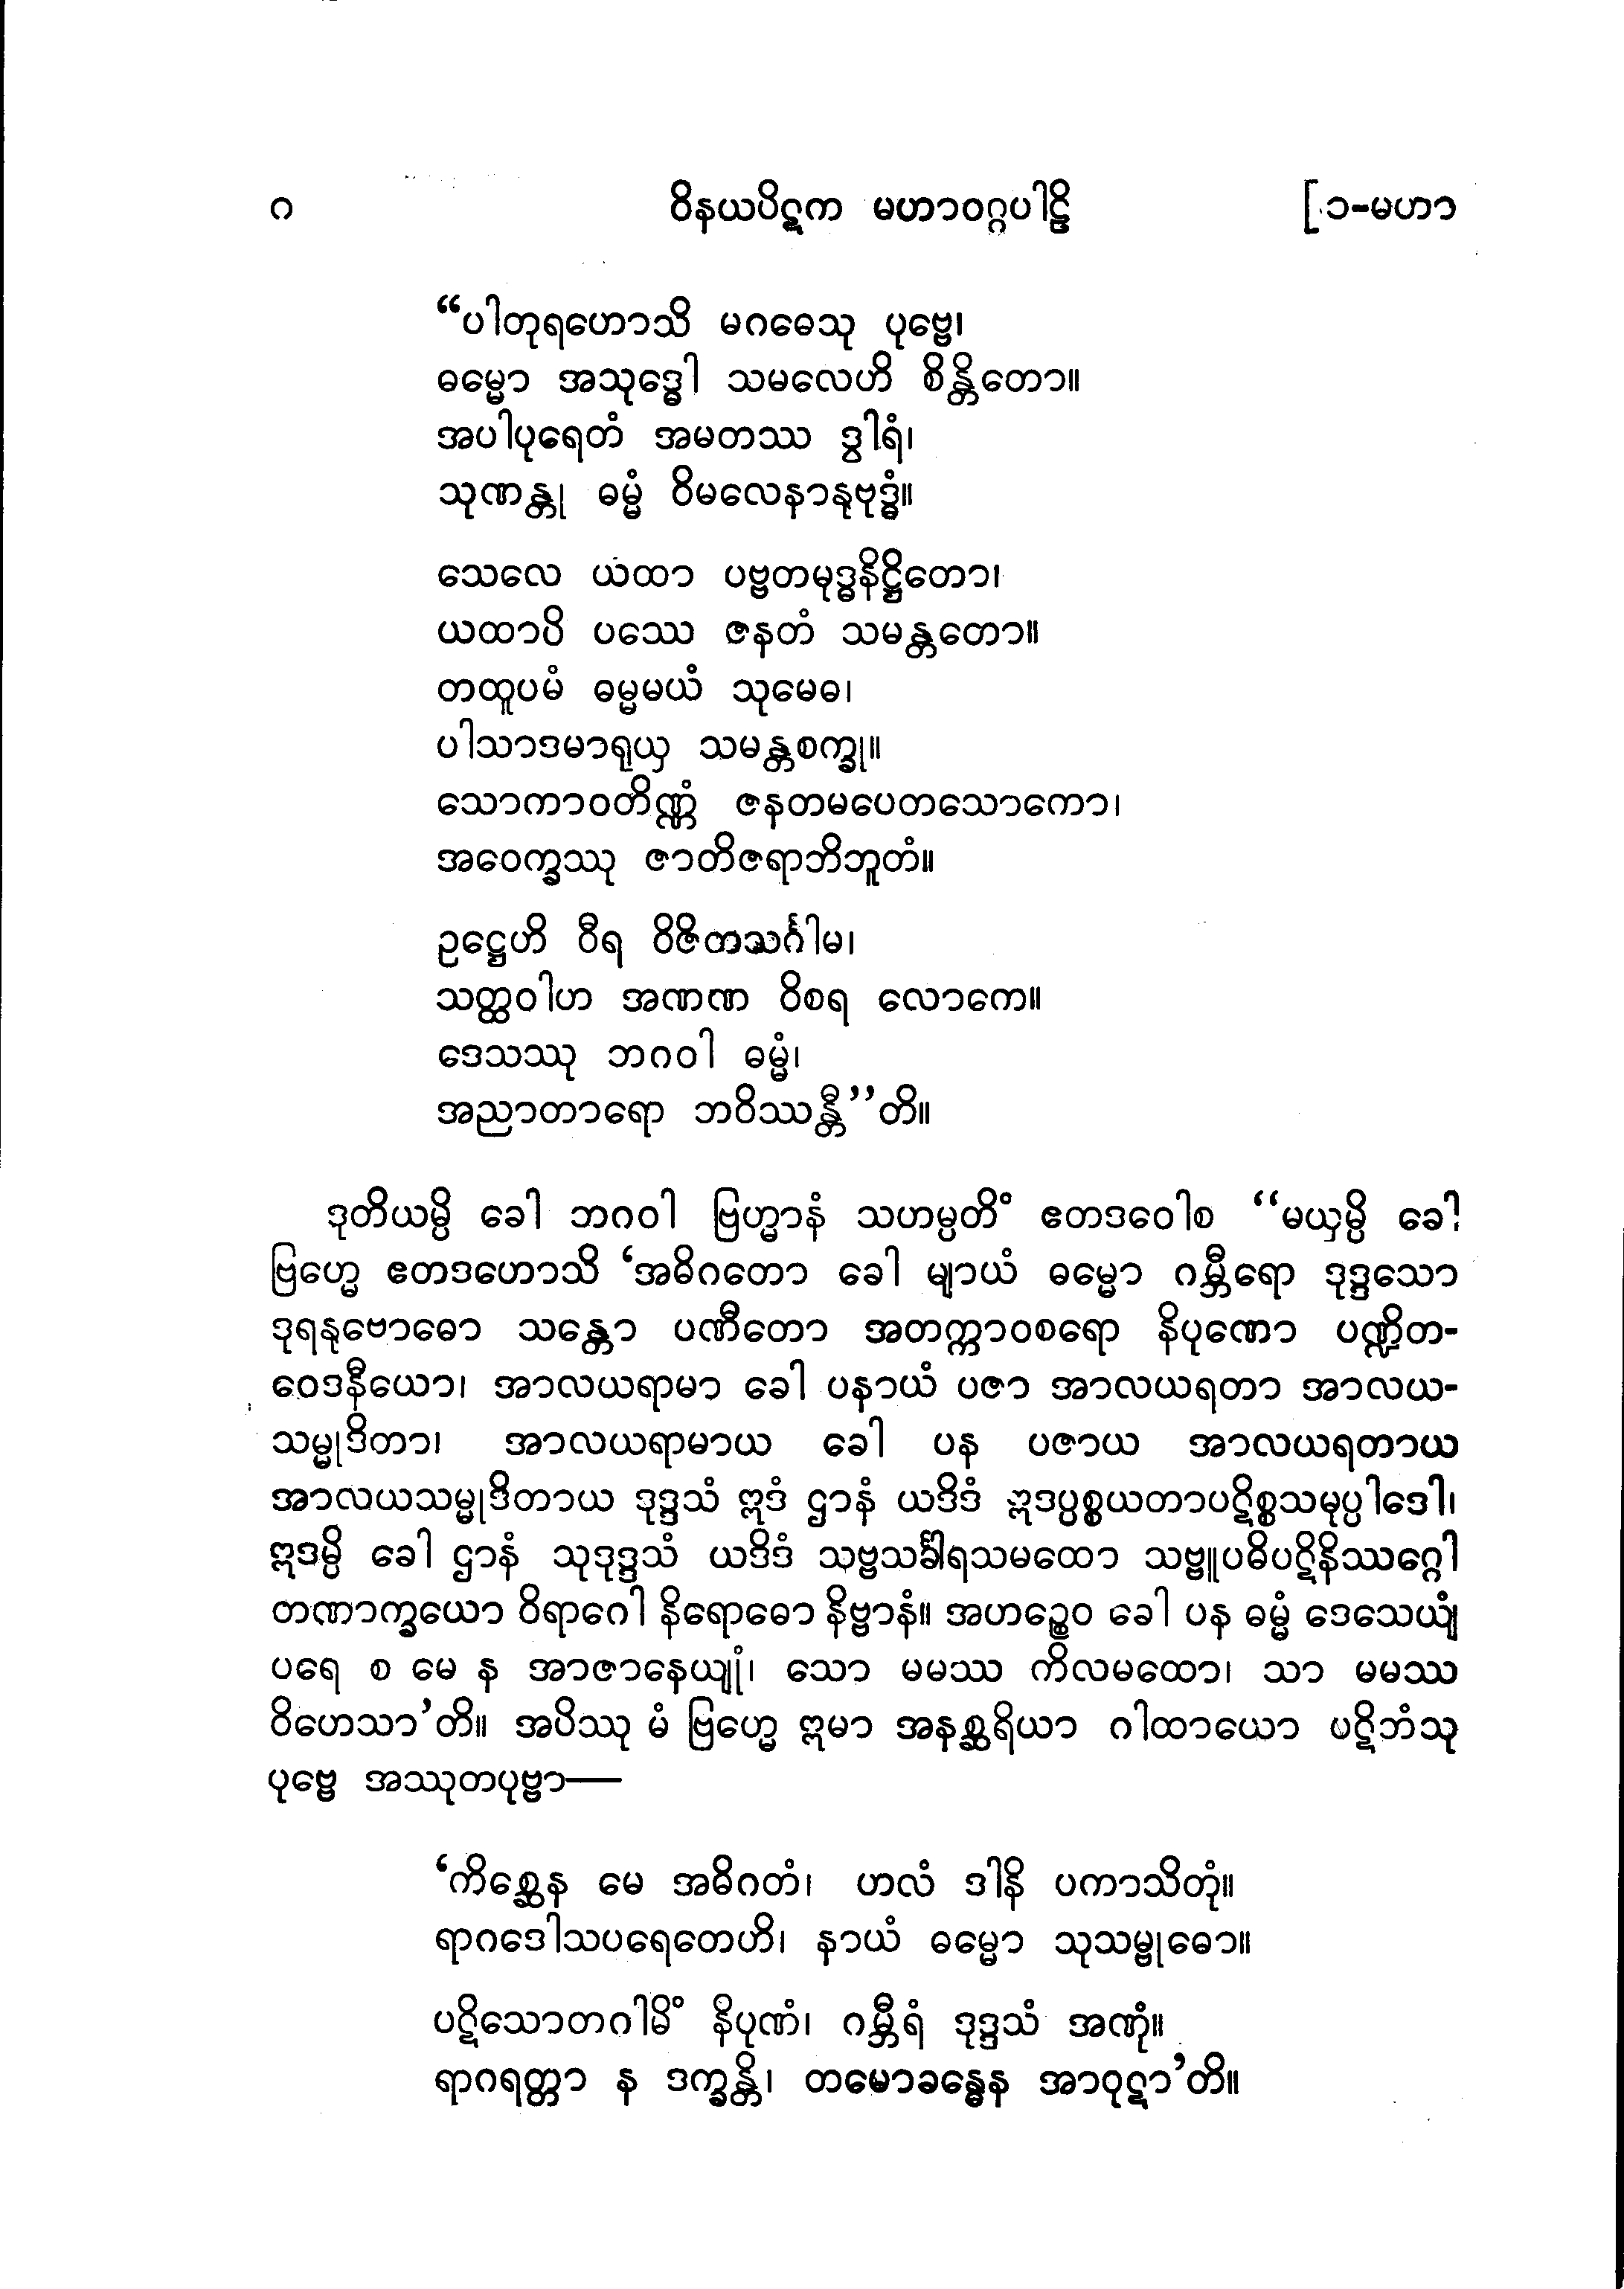 ဂ ဝိနယပိဋက မဟာဝဂ္ဂပါဠိ [၁-မဟာ
“ပါတုရဟောသိ မဂဓေသု ပုဗ္ဗေ၊
ဓမ္မော အသုဒ္ဓေါ သမလေဟိ စိန္တိတော။
အပါပုရေတံ အမတဿ ဒွါရံ၊
သုဏန္တု ဓမ္မံ ဝိမလေနာနုဗုဒ္ဓံ။
သေလေ ယထာ ပဗ္ဗတမုဒ္ဓနိဋ္ဌိတော၊
ယထာပိ ပဿေ ဇနတံ သမန္တတော။
တထူပမံ ဓမ္မမယံ သုမေဓ၊
ပါသာဒမာရုယှ သမန္တစက္ခု။
သောကာဝတိဏ္ဏံ ဇနတမပေတသောကော၊
အဝေက္ခဿု ဇာတိဇရာဘိဘူတံ။
ဥဋ္ဌေဟိ ဝီရ ဝိဇိတသင်္ဂါမ၊
သတ္ထဝါဟ အဏဏ ဝိစရ လောကေ။
ဒေသဿု ဘဂဝါ ဓမ္မံ၊
အညာတာရော ဘဝိဿန္တီ”တိ။
ဒုတိယမ္ပိ ခေါ ဘဂဝါ ဗြဟ္မာနံ သဟမ္ပတိံ ဧတဒဝေါစ “မယှမ္ပိ ခေါ
ဗြဟ္မေ ဧတဒဟောသိ ‘အဓိဂတော ခေါ မျာယံ ဓမ္မော ဂမ္ဘီရော ဒုဒ္ဒသော
ဒုရနုဗောဓော သန္တော ပဏီတော အတက္ကာဝစရော နိပုဏော ပဏ္ဍိတ-
ဝေဒနီယော၊ အာလယရာမာ ခေါ ပနာယံ ပဇာ အာလယရတာ အာလယ-
သမ္မုဒိတာ၊ အာလယရာမာယ ခေါ ပန ပဇာယ အာလယရတာယ
အာလယသမ္မုဒိတာယ ဒုဒ္ဒသံ ဣဒံ ဌာနံ ယဒိဒံ ဣဒပ္ပစ္စယတာပဋိစ္စသမုပ္ပါဒေါ၊
ဣဒမ္ပိ ခေါ ဌာနံ သုဒုဒ္ဒသံ ယဒိဒံ သဗ္ဗသင်္ခါရသမထော သဗ္ဗူပဓိပဋိနိဿဂ္ဂေါ
တဏာက္ခယော ဝိရာဂေါ နိရောဓော နိဗ္ဗာနံ။ အဟဉ္စေဝ ခေါ ပန ဓမ္မံ ဒေသေယျံ
ပရေ စ မေ န အာဇာနေယျုံ၊ သော မမဿ ကိလမထော၊ သာ မမဿ
ဝိဟေသာ’တိ။ အပိဿု မံ ဗြဟ္မေ ဣမာ အနစ္ဆရိယာ ဂါထာယော ပဋိဘံသု
ပုဗ္ဗေ အဿုတပုဗ္ဗာ—
‘ကိစ္ဆေန မေ အဓိဂတံ၊ ဟလံ ဒါနိ ပကာသိတုံ။
ရာဂဒေါသပရေတေဟိ၊ နာယံ ဓမ္မော သုသမ္ဗုဓော။
ပဋိသောတဂါမိံ နိပုဏံ၊ ဂမ္ဘီရံ ဒုဒ္ဒသံ အဏုံ။
ရာဂရတ္တာ န ဒက္ခန္တိ၊ တမောခန္ဓေန အာဝုဋာ’တိ။